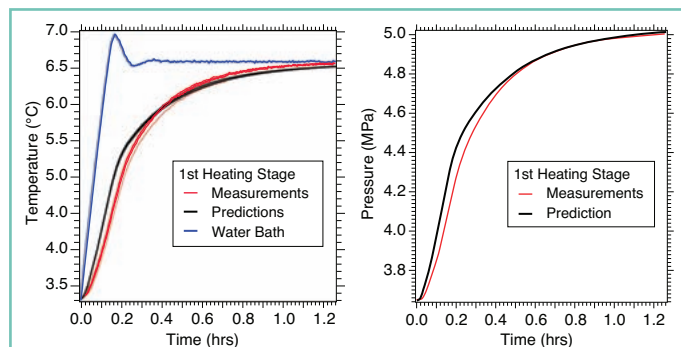 7.0
6.5
6.0
5.5
5.0
4.5
4.0
3.5
Temperature (°C)
1st Heating Stage
Measurements
Predictions
Water Bath
0.0 0.2 0.4 0.6 0.8 1.0 1.2
Time (hrs)
5.0
4.8
4.6
4.4
4.2
4.0
3.8
Pressure (MPa)
1st Heating Stage
Measurements
Prediction
0.0 0.2 0.4 0.6 0.8 1.0 1.2
Time (hrs)